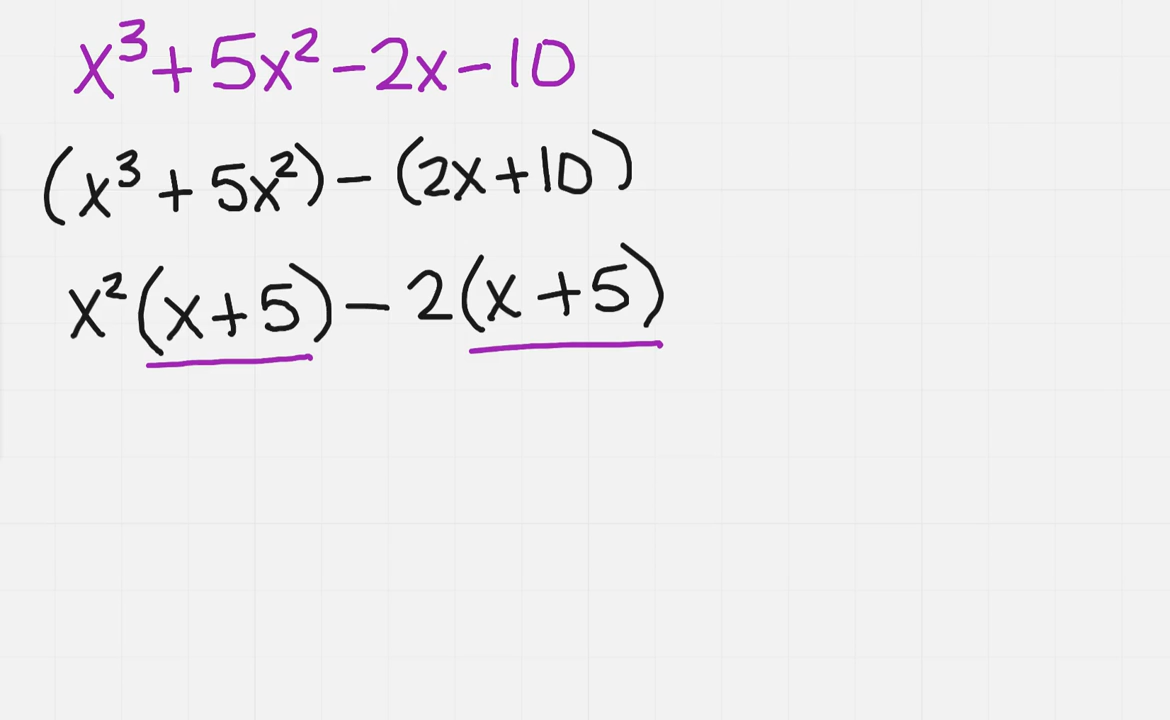 x³ + 5x² - 2x - 10
(x³ + 5x²) - (2x + 10)
x²(x + 5) - 2(x + 5)